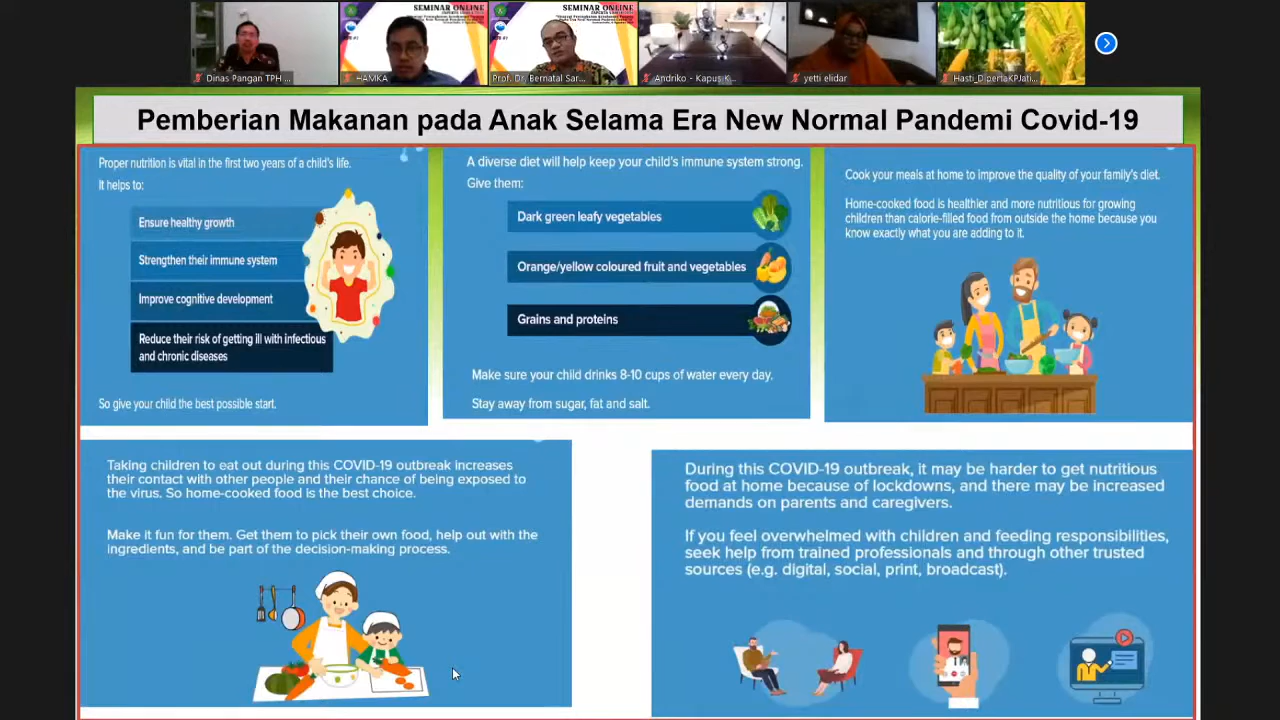 SEMINAR ONLINE
SEMINAR ONLINE
Dinas Pangan TPH ...
HAMKA
Prof. Dr. Bernatal Sar...
Andriko - Kapus K...
yetti elidar
Hasti_DipertaKPJati...
Pemberian Makanan pada Anak Selama Era New Normal Pandemi Covid-19
Proper nutrition is vital in the first two years of a child's life.
It helps to:
Ensure healthy growth
Strengthen their immune system
Improve cognitive development
Reduce their risk of getting ill with infectious
and chronic diseases
So give your child the best possible start.
A diverse diet will help keep your child's immune system strong.
Give them:
Dark green leafy vegetables
Orange/yellow coloured fruit and vegetables
Grains and proteins
Make sure your child drinks 8-10 cups of water every day.
Stay away from sugar, fat and salt.
Cook your meals at home to improve the quality of your family's diet.
Home-cooked food is healthier and more nutritious for growing
children than calorie-filled food from outside the home because you
know exactly what you are adding to it.
Taking children to eat out during this COVID-19 outbreak increases
their contact with other people and their chance of being exposed to
the virus. So home-cooked food is the best choice.
Make it fun for them. Get them to pick their own food, help out with the
ingredients, and be part of the decision-making process.
During this COVID-19 outbreak, it may be harder to get nutritious
food at home because of lockdowns, and there may be increased
demands on parents and caregivers.
If you feel overwhelmed with children and feeding responsibilities,
seek help from trained professionals and through other trusted
sources (e.g. digital, social, print, broadcast).